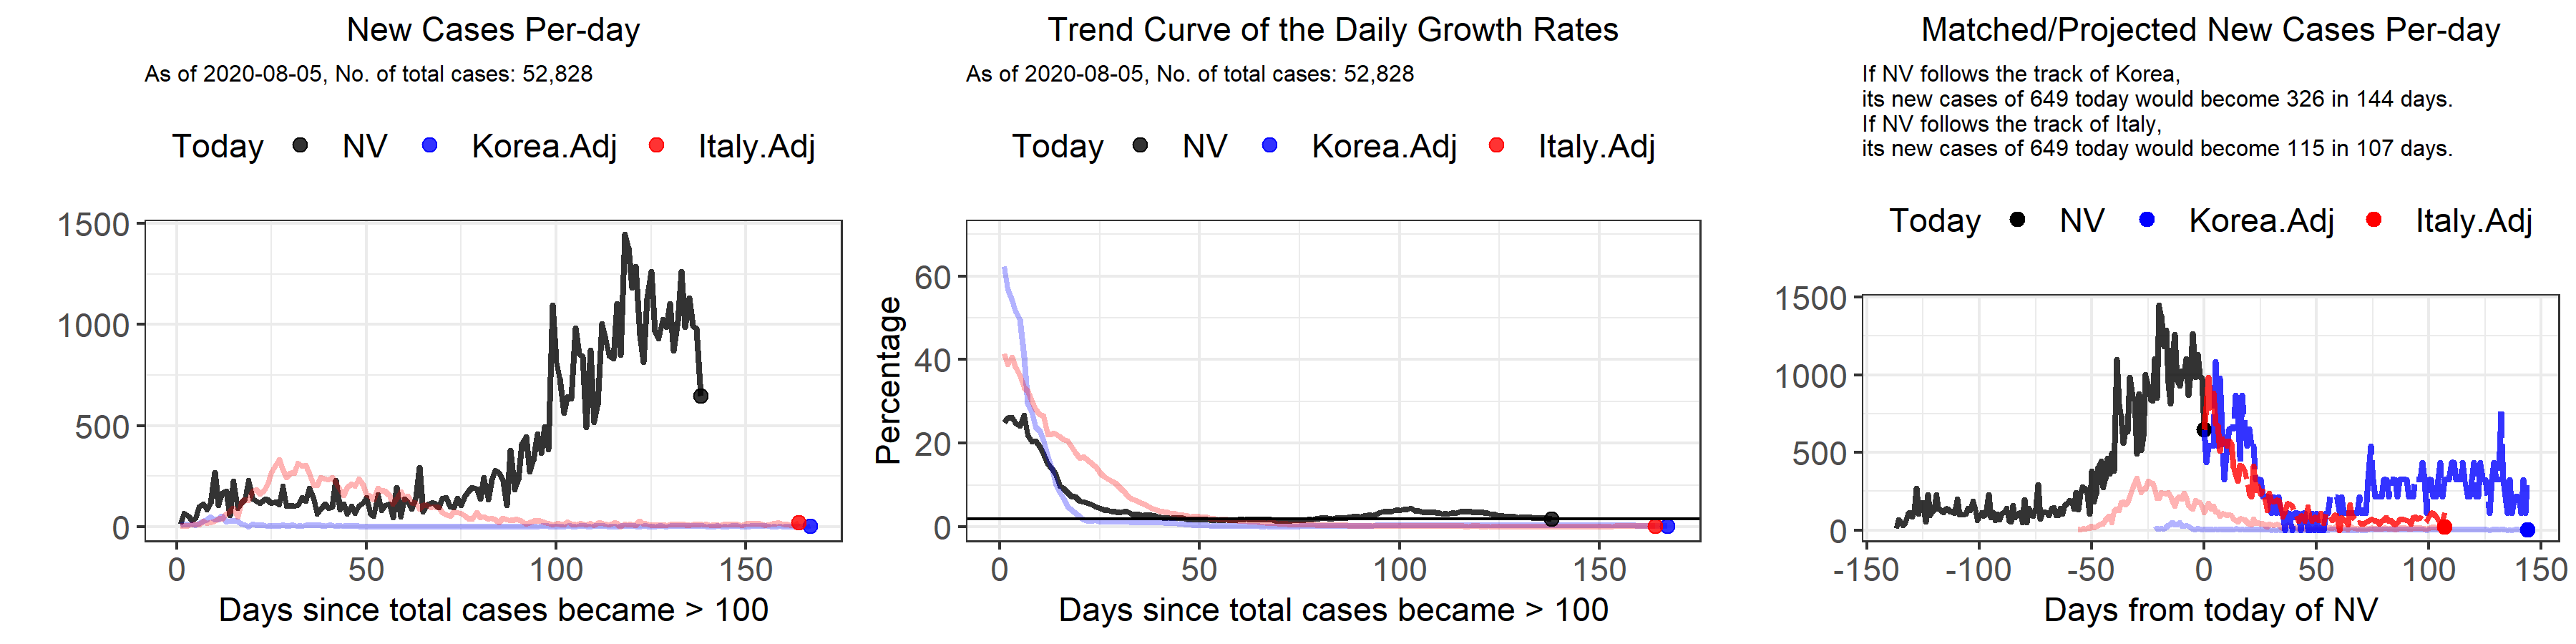 New Cases Per-day
As of 2020-08-05, No. of total cases: 52,828
Today NV Korea.Adj Italy.Adj
1500
1000
500
0
0 50 100 150
Days since total cases became > 100
Trend Curve of the Daily Growth Rates
As of 2020-08-05, No. of total cases: 52,828
Today NV Korea.Adj Italy.Adj
Percentage
60
40
20
0
0 50 100 150
Days since total cases became > 100
Matched/Projected New Cases Per-day
If NV follows the track of Korea,
its new cases of 649 today would become 326 in 144 days.
If NV follows the track of Italy,
its new cases of 649 today would become 115 in 107 days.
Today NV Korea.Adj Italy.Adj
1500
1000
500
0
-150 -100 -50 0 50 100 150
Days from today of NV